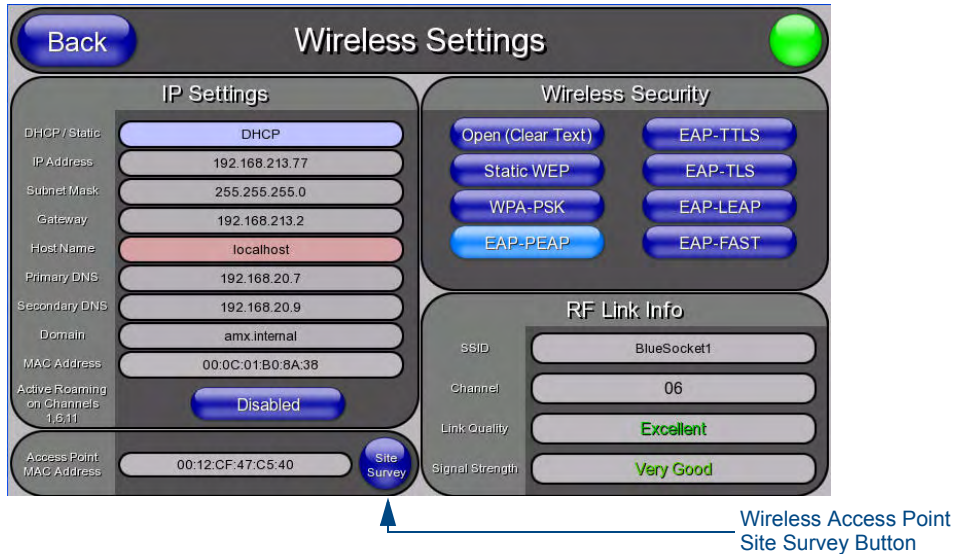 Back
Wireless Settings
IP Settings
DHCP / Static
DHCP
IP Address
192.168.213.77
Subnet Mask
255.255.255.0
Gateway
192.168.213.2
Host Name
localhost
Primary DNS
192.168.20.7
Secondary DNS
192.168.20.9
Domain
amx.internal
MAC Address
00:0C:01:B0:8A:38
Active Roaming
on Channels
1,6,11
Disabled
Access Point
MAC Address
00:12:CF:47:C5:40
Site
Survey
Wireless Security
Open (Clear Text)
EAP-TTLS
Static WEP
EAP-TLS
WPA-PSK
EAP-LEAP
EAP-PEAP
EAP-FAST
RF Link Info
SSID
BlueSocket1
Channel
06
Link Quality
Excellent
Signal Strength
Very Good
Wireless Access Point
Site Survey Button